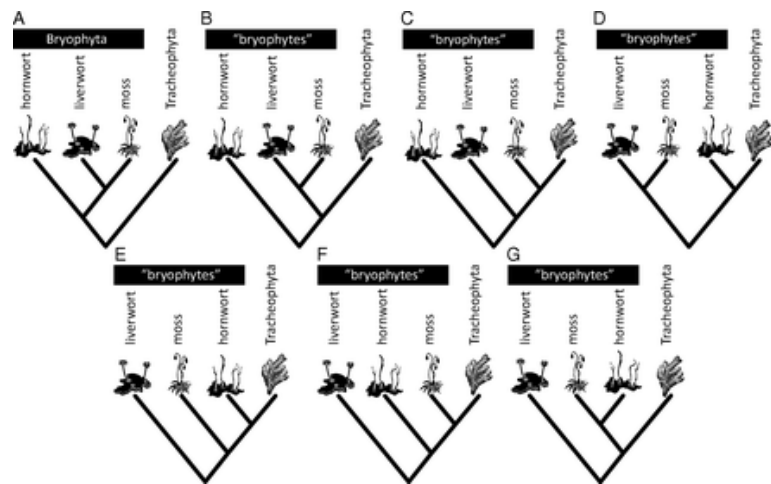 A B C D
Bryophyta "bryophytes" "bryophytes" "bryophytes"
hornwort liverwort moss Tracheophyta hornwort liverwort moss Tracheophyta hornwort liverwort moss Tracheophyta liverwort moss hornwort Tracheophyta
E F G
"bryophytes" "bryophytes" "bryophytes"
liverwort moss hornwort Tracheophyta liverwort hornwort moss Tracheophyta liverwort moss hornwort Tracheophyta